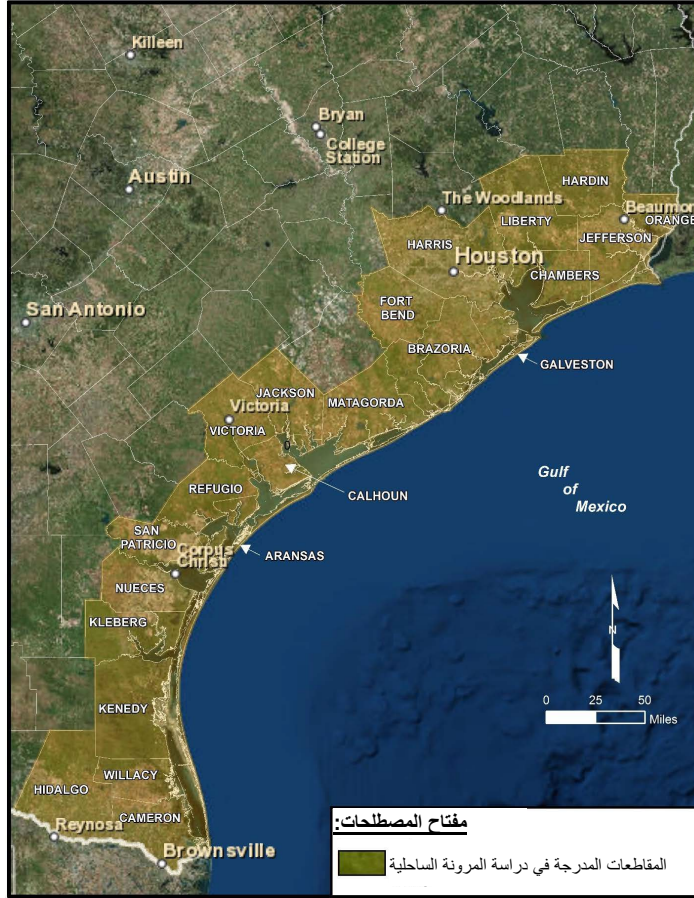 Killeen
Bryan
College
Station
Austin
HARDIN
The Woodlands
Beaumon
LIBERTY
ORANGE
HARRIS
JEFFERSON
Houston
CHAMBERS
San Antonio
FORT
BEND
BRAZORIA
GALVESTON
JACKSON
MATAGORDA
Victoria
VICTORIA
Gulf
of
Mexico
REFUGIO
CALHOUN
SAN
PATRICIO
Corpus
Christi
ARANSAS
NUECES
KLEBERG
N
KENEDY
0 25 50
Miles
WILLACY
HIDALGO
CAMERON
Reynosa
Brownsville
مفتاح المصطلحات:
المقاطعات المدرجة في دراسة المرونة الساحلية